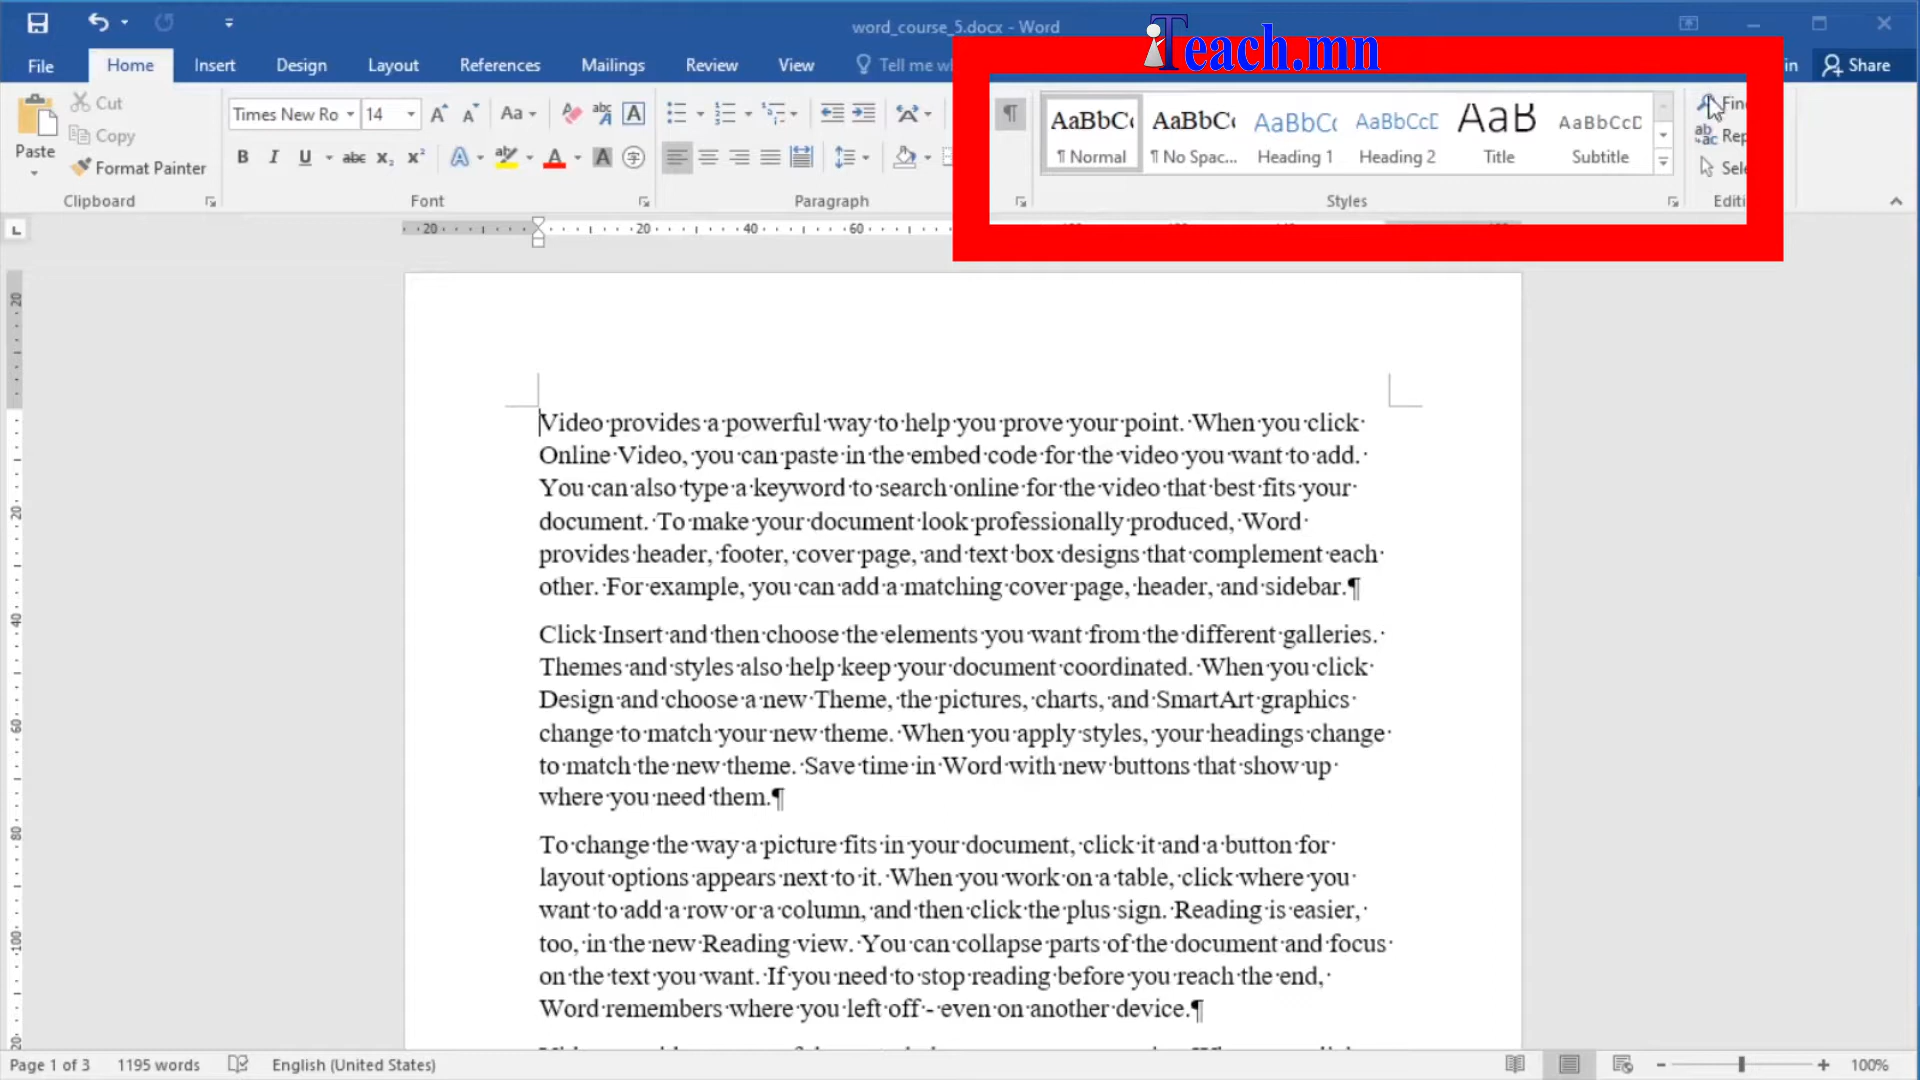 word_course_5.docx - Word
iTeach.mn
File Home Insert Design Layout References Mailings Review View Tell me wh in Share
Paste
Cut
Copy
Format Painter
Clipboard
Times New Ro 14
Font
Paragraph
AaBbCc AaBbCc AaBbCc AaBbCcD AaB AaBbCcD
¶ Normal ¶ No Spac... Heading 1 Heading 2 Title Subtitle
Styles
Fin
Rep
Sele
Editi
20 20 40 60
Video provides a powerful way to help you prove your point. When you click
Online Video, you can paste in the embed code for the video you want to add.
You can also type a keyword to search online for the video that best fits your
document. To make your document look professionally produced, Word
provides header, footer, cover page, and text box designs that complement each
other. For example, you can add a matching cover page, header, and sidebar.¶
Click Insert and then choose the elements you want from the different galleries.
Themes and styles also help keep your document coordinated. When you click
Design and choose a new Theme, the pictures, charts, and SmartArt graphics
change to match your new theme. When you apply styles, your headings change
to match the new theme. Save time in Word with new buttons that show up
where you need them.¶
To change the way a picture fits in your document, click it and a button for
layout options appears next to it. When you work on a table, click where you
want to add a row or a column, and then click the plus sign. Reading is easier,
too, in the new Reading view. You can collapse parts of the document and focus
on the text you want. If you need to stop reading before you reach the end,
Word remembers where you left off - even on another device.¶
Page 1 of 3 1195 words English (United States) 100%